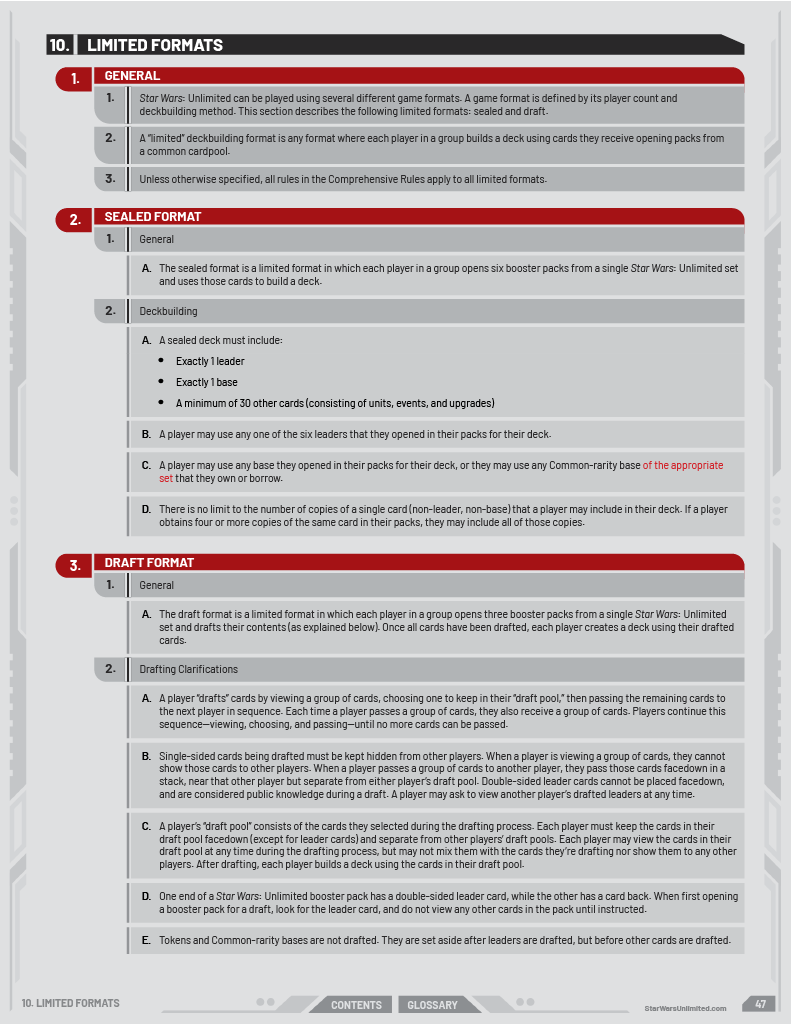 10. LIMITED FORMATS
1. GENERAL
1. Star Wars: Unlimited can be played using several different game formats. A game format is defined by its player count and
deckbuilding method. This section describes the following limited formats: sealed and draft.
2. A “limited” deckbuilding format is any format where each player in a group builds a deck using cards they receive opening packs from
a common cardpool.
3. Unless otherwise specified, all rules in the Comprehensive Rules apply to all limited formats.
2. SEALED FORMAT
1. General
A. The sealed format is a limited format in which each player in a group opens six booster packs from a single Star Wars: Unlimited set
and uses those cards to build a deck.
2. Deckbuilding
A. A sealed deck must include:
• Exactly 1 leader
• Exactly 1 base
• A minimum of 30 other cards (consisting of units, events, and upgrades)
B. A player may use any one of the six leaders that they opened in their packs for their deck.
C. A player may use any base they opened in their packs for their deck, or they may use any Common-rarity base of the appropriate
set that they own or borrow.
D. There is no limit to the number of copies of a single card (non-leader, non-base) that a player may include in their deck. If a player
obtains four or more copies of the same card in their packs, they may include all of those copies.
3. DRAFT FORMAT
1. General
A. The draft format is a limited format in which each player in a group opens three booster packs from a single Star Wars: Unlimited
set and drafts their contents (as explained below). Once all cards have been drafted, each player creates a deck using their drafted
cards.
2. Drafting Clarifications
A. A player “drafts” cards by viewing a group of cards, choosing one to keep in their “draft pool,” then passing the remaining cards to
the next player in sequence. Each time a player passes a group of cards, they also receive a group of cards. Players continue this
sequence—viewing, choosing, and passing—until no more cards can be passed.
B. Single-sided cards being drafted must be kept hidden from other players. When a player is viewing a group of cards, they cannot
show those cards to other players. When a player passes a group of cards to another player, they pass those cards facedown in a
stack, near that other player but separate from either player’s draft pool. Double-sided leader cards cannot be placed facedown,
and are considered public knowledge during a draft. A player may ask to view another player’s drafted leaders at any time.
C. A player’s “draft pool” consists of the cards they selected during the drafting process. Each player must keep the cards in their
draft pool facedown (except for leader cards) and separate from other players’ draft pools. Each player may view the cards in their
draft pool at any time during the drafting process, but may not mix them with the cards they’re drafting nor show them to any other
players. After drafting, each player builds a deck using the cards in their draft pool.
D. One end of a Star Wars: Unlimited booster pack has a double-sided leader card, while the other has a card back. When first opening
a booster pack for a draft, look for the leader card, and do not view any other cards in the pack until instructed.
E. Tokens and Common-rarity bases are not drafted. They are set aside after leaders are drafted, but before other cards are drafted.
10. LIMITED FORMATS
CONTENTS
GLOSSARY
StarWarsUnlimited.com
47